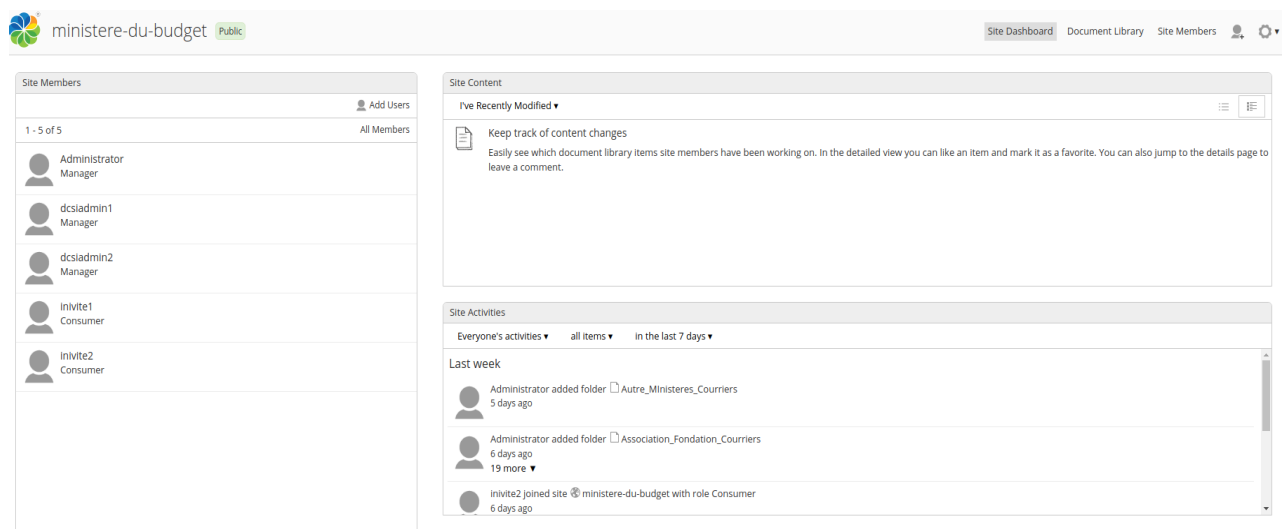 ministere-du-budget Public
Site Dashboard Document Library Site Members
Site Members
Add Users
1 - 5 of 5 All Members
Administrator
Manager
dcsiadmin1
Manager
dcsiadmin2
Manager
inivite1
Consumer
inivite2
Consumer
Site Content
I've Recently Modified ▾
Keep track of content changes
Easily see which document library items site members have been working on. In the detailed view you can like an item and mark it as a favorite. You can also jump to the details page to
leave a comment.
Site Activities
Everyone's activities ▾ all items ▾ in the last 7 days ▾
Last week
Administrator added folder Autre_MInisteres_Courriers
5 days ago
Administrator added folder Association_Fondation_Courriers
6 days ago
19 more ▼
inivite2 joined site ministere-du-budget with role Consumer
6 days ago